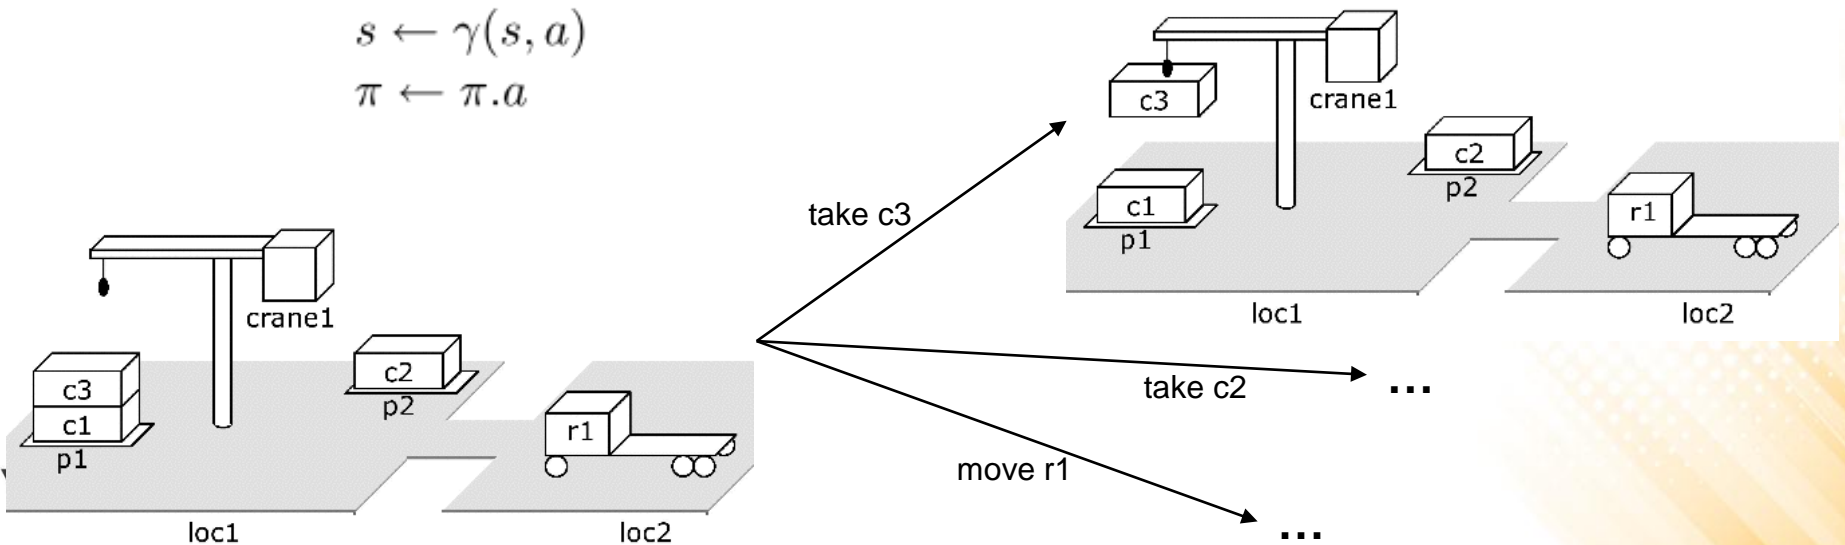 s ← γ(s, a)
π ← π.a
crane1
c3
c1
p1
c2
p2
r1
loc1
loc2
take c3
take c2
move r1
...
...
c3
crane1
c1
p1
c2
p2
r1
loc1
loc2